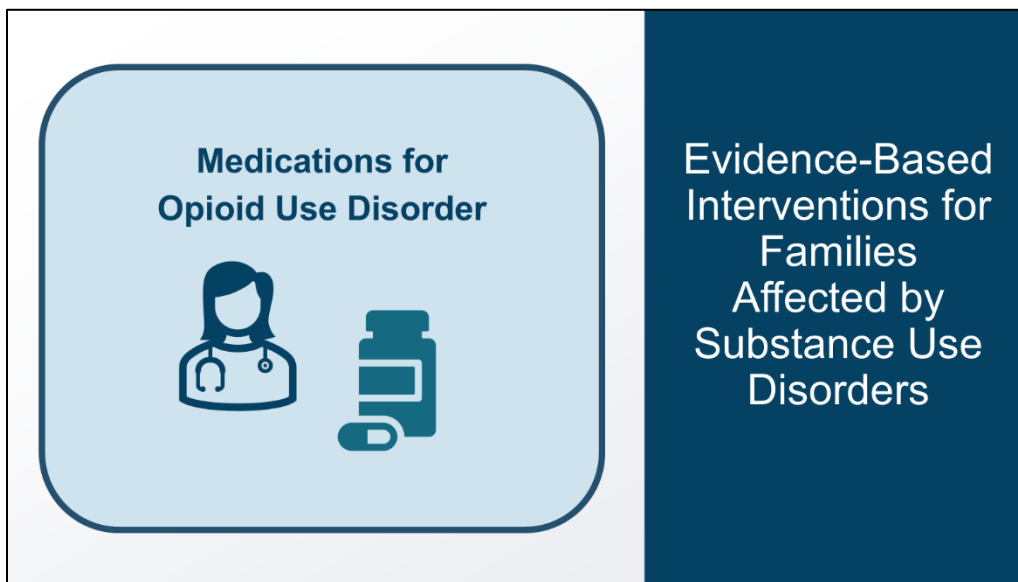 Medications for
Opioid Use Disorder
Evidence-Based
Interventions for
Families
Affected by
Substance Use
Disorders